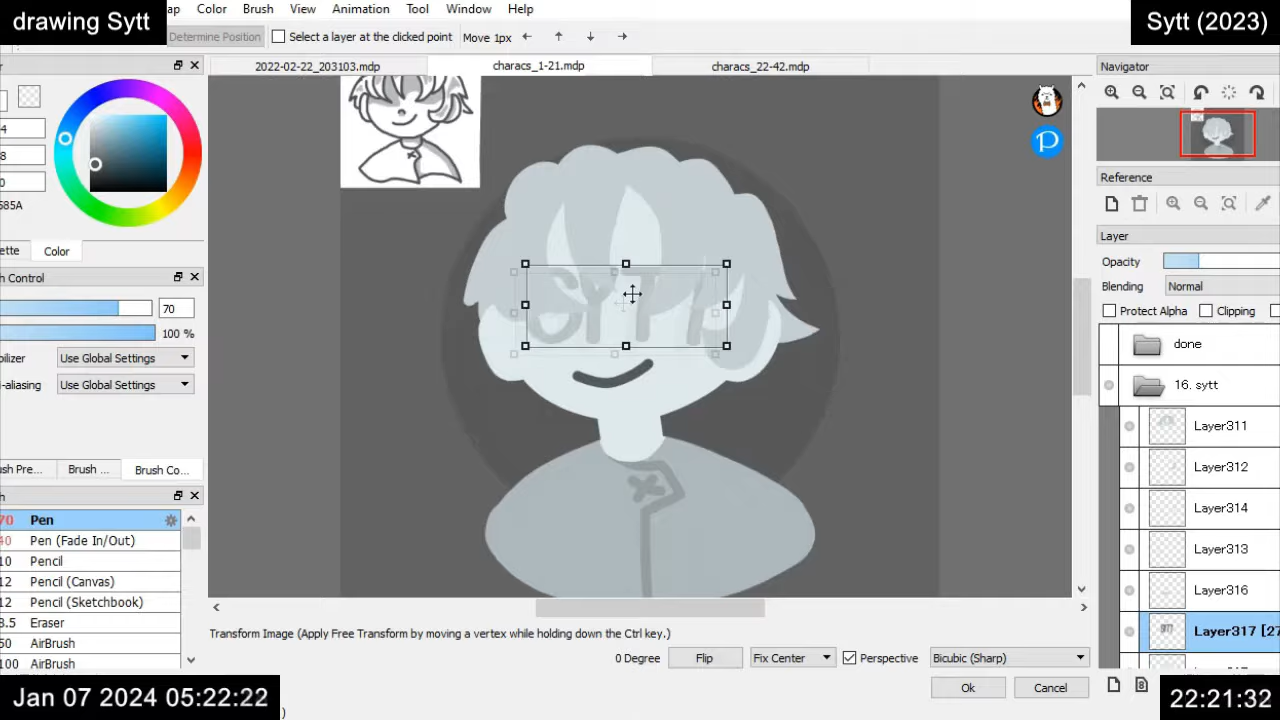 drawing Sytt
ap Color Brush View Animation Tool Window Help
Sytt (2023)
Determine Position Select a layer at the clicked point Move 1px
2022-02-22_203103.mdp characs_1-21.mdp characs_22-42.mdp
Navigator
4
8
0
585A
ette Color
Reference
Layer
Opacity
Blending Normal
Protect Alpha Clipping
done
16. sytt
Layer311
Layer312
Layer314
Layer313
Layer316
Layer317 [27
sh Control
70
100 %
bilizer Use Global Settings
i-aliasing Use Global Settings
ush Pre... Brush ... Brush Co...
h
70 Pen
40 Pen (Fade In/Out)
10 Pencil
12 Pencil (Canvas)
12 Pencil (Sketchbook)
8.5 Eraser
50 AirBrush
100 AirBrush
SYTT
Transform Image (Apply Free Transform by moving a vertex while holding down the Ctrl key.)
0 Degree Flip Fix Center Perspective Bicubic (Sharp)
Ok Cancel
Jan 07 2024 05:22:22
)
22:21:32